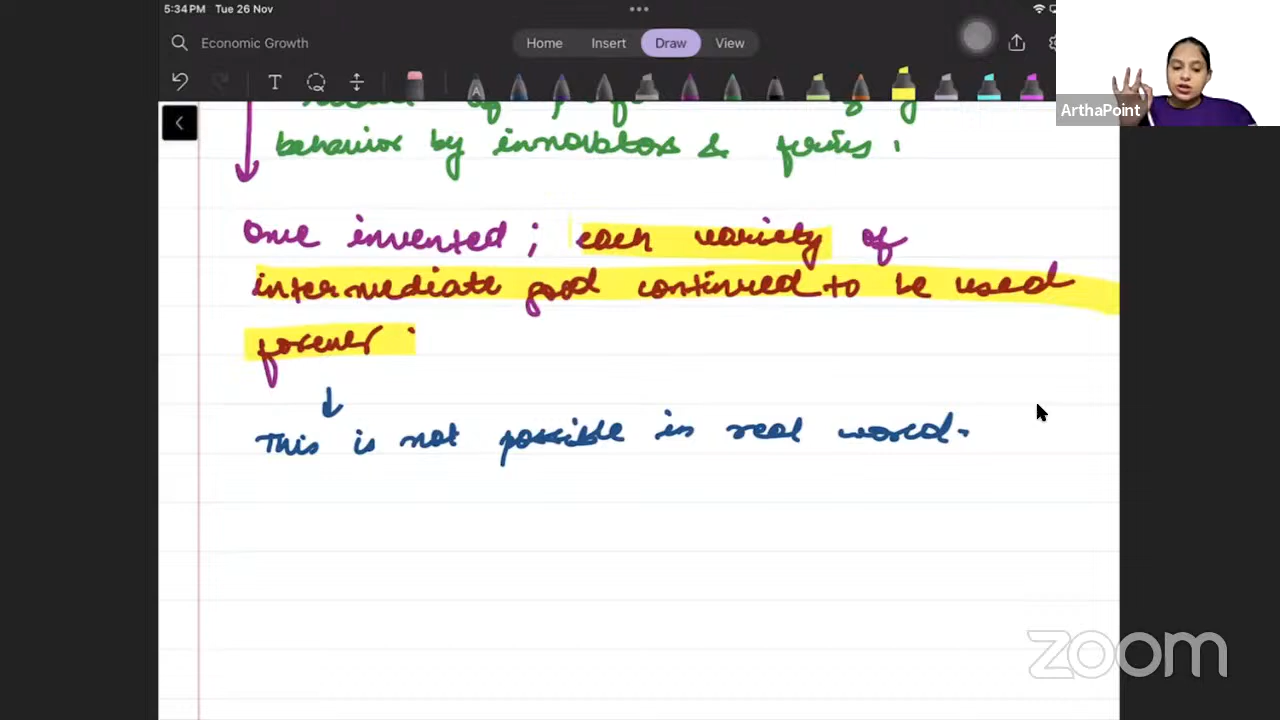 5:34 PM Tue 26 Nov
Economic Growth
Home Insert Draw View
ArthaPoint
behavior by innovators & firms.
Once invented; each variety of
intermediate good continued to be used
forever.
This is not possible in real world.
zoom